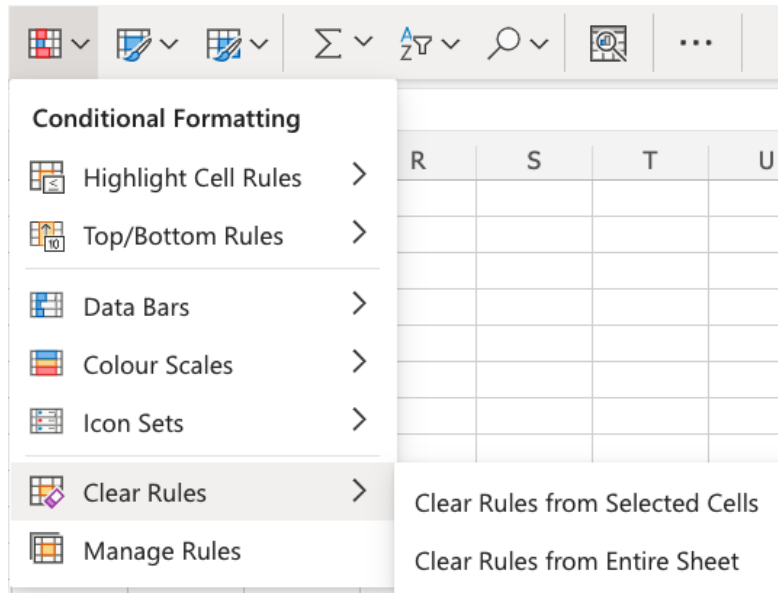 Conditional Formatting
R S T U
Highlight Cell Rules
Top/Bottom Rules
Data Bars
Colour Scales
Icon Sets
Clear Rules
Clear Rules from Selected Cells
Manage Rules
Clear Rules from Entire Sheet